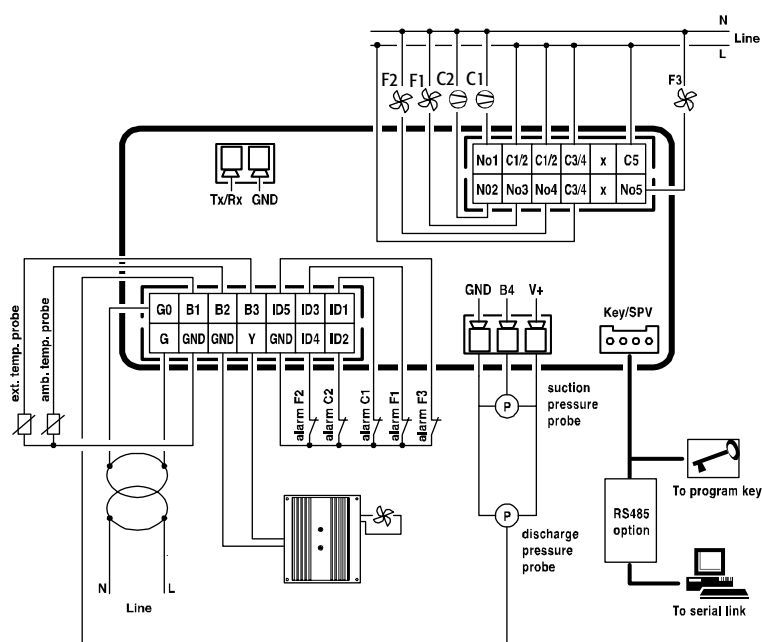 N
Line
L
F2 F1 C2 C1
F3
No1 C1/2 C1/2 C3/4 x C5
N02 No3 No4 C3/4 x No5
Tx/Rx GND
G0 B1 B2 B3 ID5 ID3 ID1
G GND GND Y GND ID4 ID2
GND B4 V+
Key/SPV
ext. temp. probe
amb. temp. probe
alarm F2
alarm C2
alarm C1
alarm F1
alarm F3
P
suction
pressure
probe
P
discharge
pressure
probe
To program key
RS485
option
To serial link
N L
Line